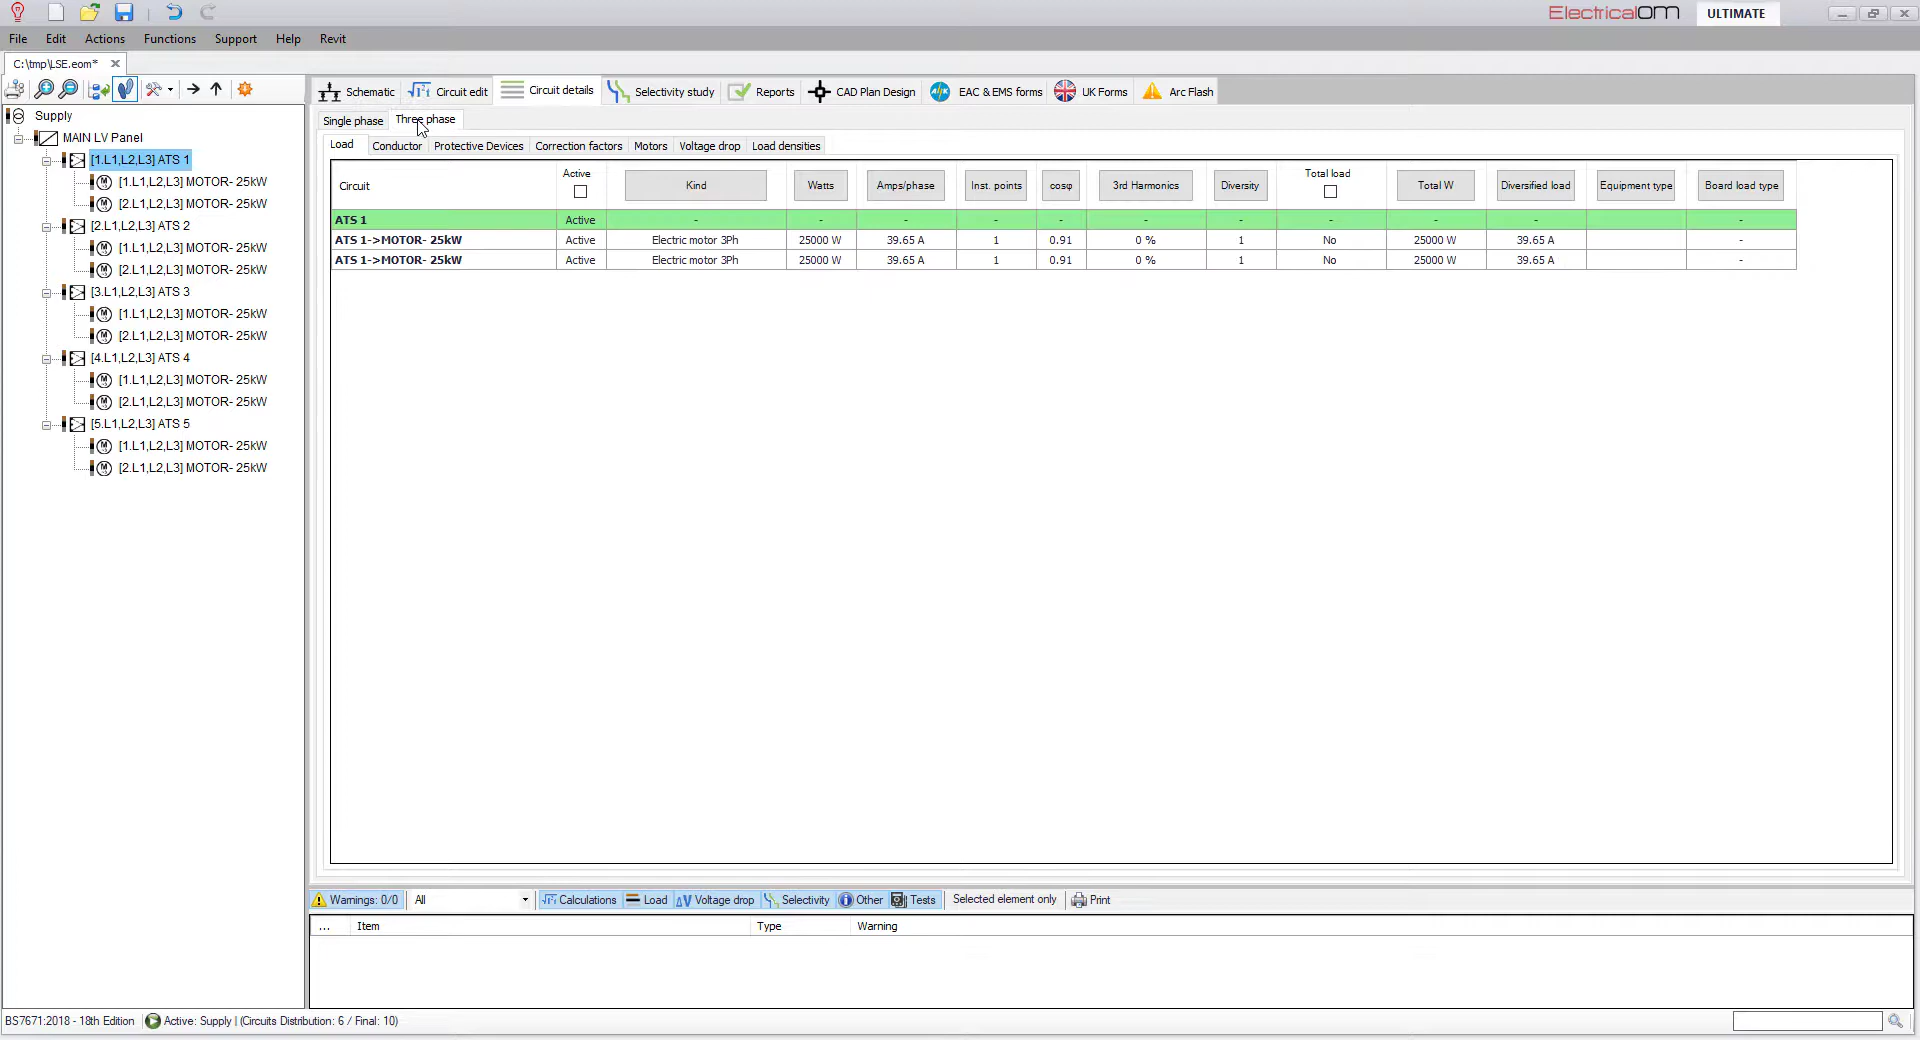 ElectricalOM ULTIMATE
File Edit Actions Functions Support Help Revit
C:\tmp\LSE.eom*
Schematic Circuit edit Circuit details Selectivity study Reports CAD Plan Design EAC & EMS forms UK Forms Arc Flash
Supply
MAIN LV Panel
[1.L1,L2,L3] ATS 1
[1.L1,L2,L3] MOTOR- 25kW
[2.L1,L2,L3] MOTOR- 25kW
[2.L1,L2,L3] ATS 2
[1.L1,L2,L3] MOTOR- 25kW
[2.L1,L2,L3] MOTOR- 25kW
[3.L1,L2,L3] ATS 3
[1.L1,L2,L3] MOTOR- 25kW
[2.L1,L2,L3] MOTOR- 25kW
[4.L1,L2,L3] ATS 4
[1.L1,L2,L3] MOTOR- 25kW
[2.L1,L2,L3] MOTOR- 25kW
[5.L1,L2,L3] ATS 5
[1.L1,L2,L3] MOTOR- 25kW
[2.L1,L2,L3] MOTOR- 25kW
Single phase Three phase
Load Conductor Protective Devices Correction factors Motors Voltage drop Load densities
Circuit Active Kind Watts Amps/phase Inst. points cosφ 3rd Harmonics Diversity Total load Total W Diversified load Equipment type Board load type
ATS 1 Active - - - - - - - - - - - -
ATS 1->MOTOR- 25kW Active Electric motor 3Ph 25000 W 39.65 A 1 0.91 0 % 1 No 25000 W 39.65 A -
ATS 1->MOTOR- 25kW Active Electric motor 3Ph 25000 W 39.65 A 1 0.91 0 % 1 No 25000 W 39.65 A -
Warnings: 0/0 All Calculations Load Voltage drop Selectivity Other Tests Selected element only Print
... Item Type Warning
BS7671:2018 - 18th Edition Active: Supply | (Circuits Distribution: 6 / Final: 10)